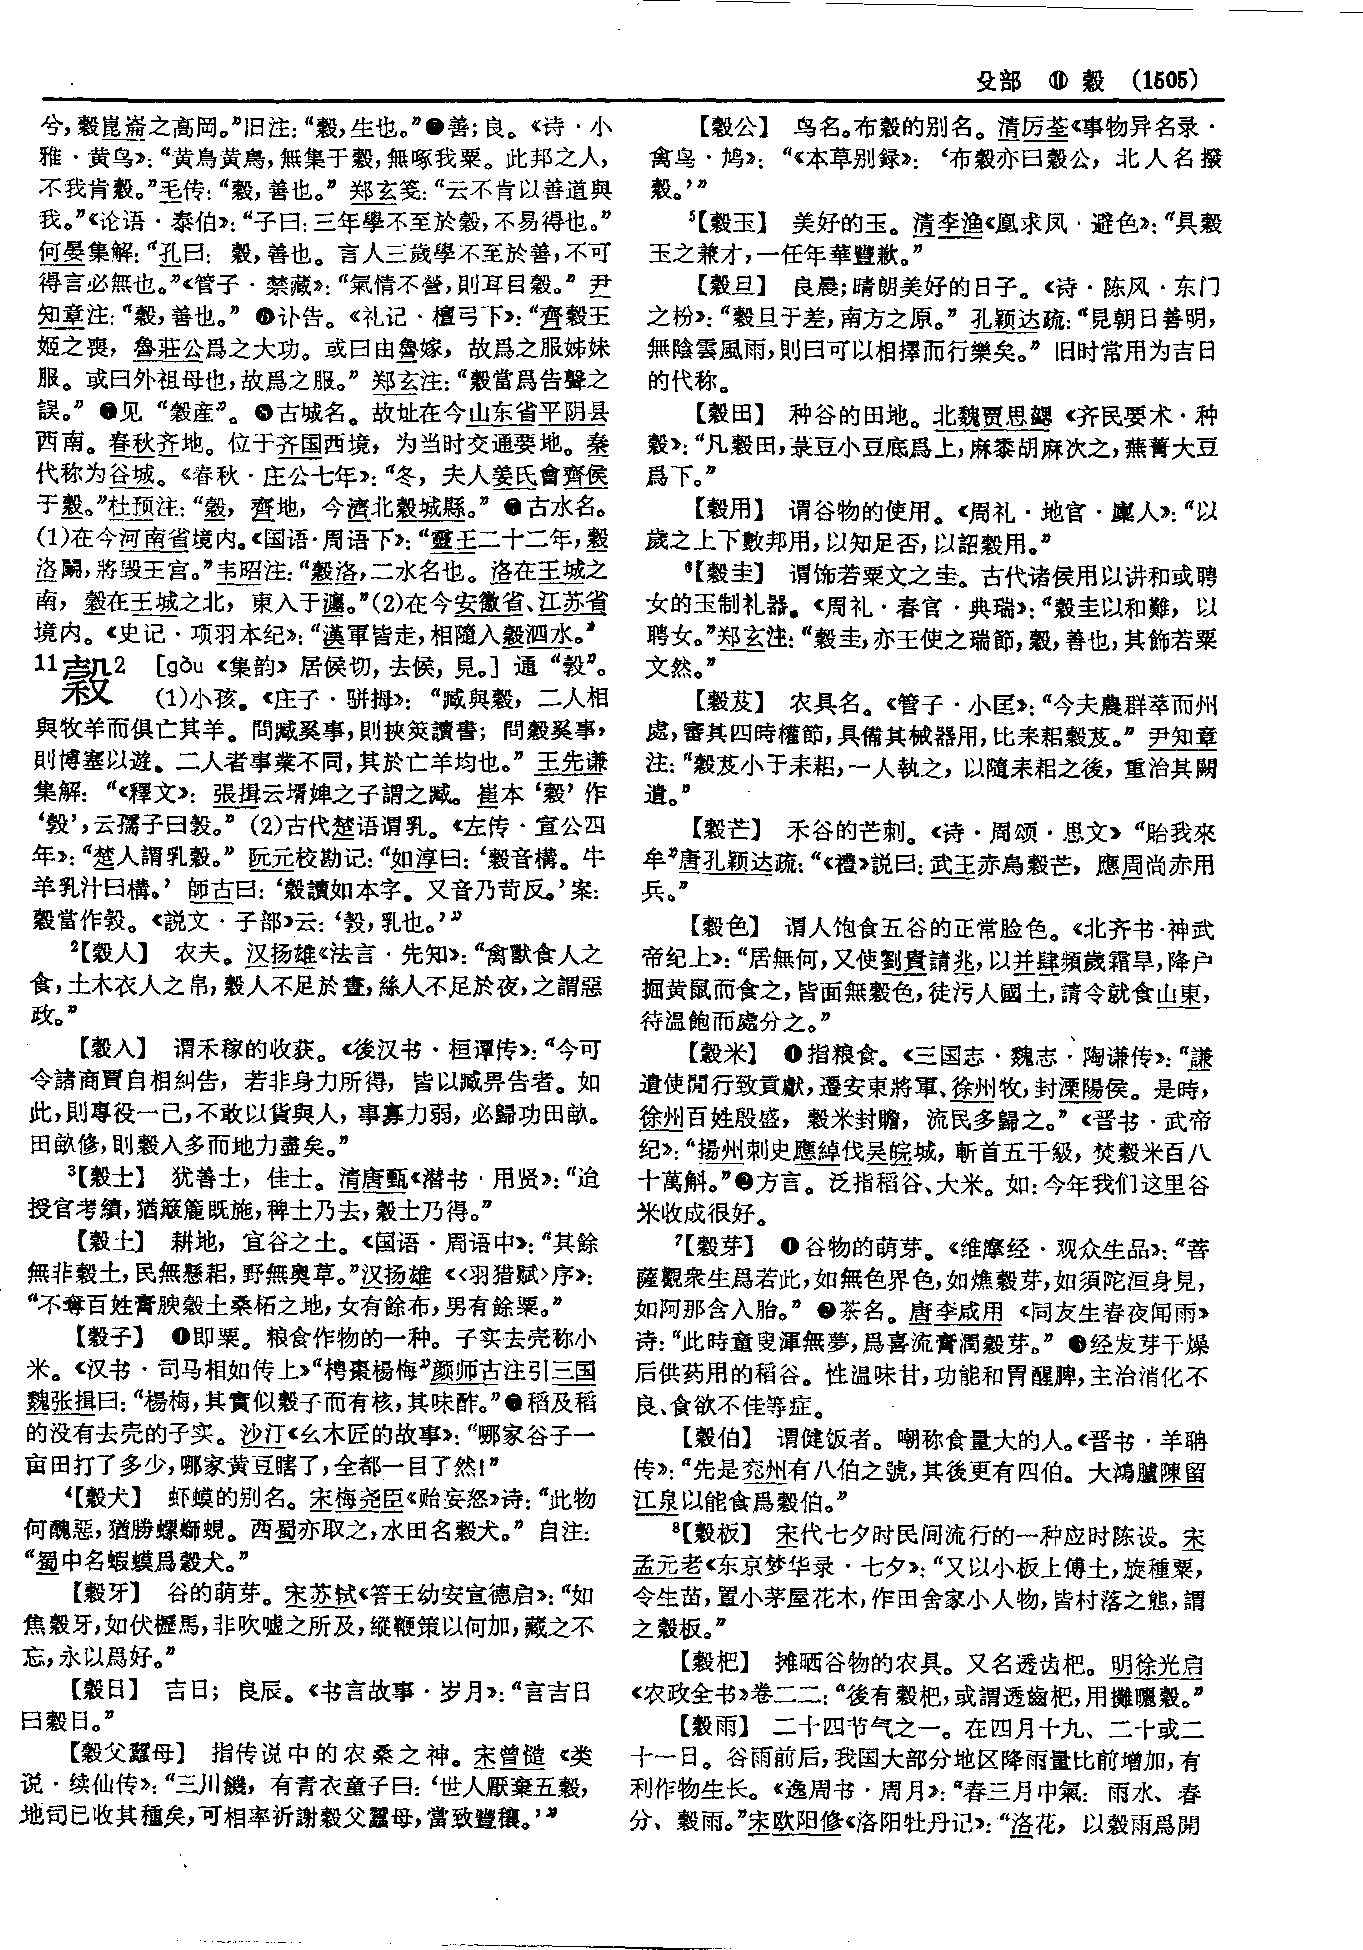 殳部 ⑪ 穀 (1505)
兮，穀崑崙之高岡。”旧注：“穀，生也。”❺善；良。《诗·小
雅·黄鸟》：“黄鳥黄鳥，無集于穀，無啄我粟。此邦之人，
不我肯穀。”毛传：“穀，善也。”郑玄笺：“云不肯以善道與
我。”《论语·泰伯》：“子曰：三年學不至於穀，不易得也。”
何晏集解：“孔曰：穀，善也。言人三歲學不至於善，不可
得言必無也。”《管子·禁藏》：“氣情不營，則耳目穀。”尹
知章注：“穀，善也。”❻讣告。《礼记·檀弓下》：“齊穀王
姬之喪，魯莊公爲之大功。或曰由魯嫁，故爲之服姊妹
服。或曰外祖母也，故爲之服。”郑玄注：“穀當爲告聲之
誤。”❼见“穀産”。❽古城名。故址在今山东省平阴县
西南。春秋齐地。位于齐国西境，为当时交通要地。秦
代称为谷城。《春秋·庄公七年》：“冬，夫人姜氏會齊侯
于穀。”杜预注：“穀，齊地，今濟北穀城縣。”❾古水名。
(1)在今河南省境内。《国语·周语下》：“靈王二十二年，穀
洛鬭，將毀王宫。”韦昭注：“穀洛，二水名也。洛在王城之
南，穀在王城之北，東入于瀍。”(2)在今安徽省、江苏省
境内。《史记·项羽本纪》：“漢軍皆走，相隨入穀泗水。”
11穀2 [gòu《集韵》居候切，去候，見。]通“㝅”。
(1)小孩。《庄子·骈拇》：“臧與穀，二人相
與牧羊而俱亡其羊。問臧奚事，則挾筴讀書；問穀奚事，
則博塞以遊。二人者事業不同，其於亡羊均也。”王先谦
集解：“《釋文》：張揖云壻婢之子謂之臧。崔本‘穀’作
‘㝅’，云孺子曰㝅。”(2)古代楚语谓乳。《左传·宣公四
年》：“楚人謂乳穀。”阮元校勘记：“如淳曰：‘穀音構。牛
羊乳汁曰構。’師古曰：‘穀讀如本字。又音乃苟反。’案：
穀當作㝅。《説文·子部》云：‘㝅，乳也。’”
2【穀人】 农夫。汉扬雄《法言·先知》：“禽獸食人之
食，土木衣人之帛，穀人不足於晝，絲人不足於夜，之謂惡
政。”
【穀入】 谓禾稼的收获。《後汉书·桓谭传》：“今可
令諸商賈自相糾告，若非身力所得，皆以臧畀告者。如
此，則專役一己，不敢以貨與人，事寡力弱，必歸功田畝。
田畝修，則穀入多而地力盡矣。”
3【穀士】 犹善士，佳士。清唐甄《潜书·用贤》：“迨
授官考績，猶簸籭既施，稗士乃去，穀士乃得。”
【穀土】 耕地，宜谷之土。《国语·周语中》：“其餘
無非穀土，民無懸耜，野無奥草。”汉扬雄《〈羽猎赋〉序》：
“不奪百姓膏腴穀土桑柘之地，女有餘布，男有餘粟。”
【穀子】 ❶即粟。粮食作物的一种。子实去壳称小
米。《汉书·司马相如传上》“梬棗楊梅”颜师古注引三国
魏张揖曰：“楊梅，其實似穀子而有核，其味酢。”❷稻及稻
的没有去壳的子实。沙汀《幺木匠的故事》：“哪家谷子一
亩田打了多少，哪家黄豆瞎了，全都一目了然！”
4【穀犬】 虾蟆的别名。宋梅尧臣《贻妄怒》诗：“此物
何醜惡，猶勝螺螄蜆。西蜀亦取之，水田名穀犬。”自注：
“蜀中名蝦蟆爲穀犬。”
【穀牙】 谷的萌芽。宋苏轼《答王幼安宣德启》：“如
焦穀牙，如伏櫪馬，非吹嘘之所及，縱鞭策以何加，藏之不
忘，永以爲好。”
【穀日】 吉日；良辰。《书言故事·岁月》：“言吉日
曰穀日。”
【穀父蠶母】 指传说中的农桑之神。宋曾慥《类
说·续仙传》：“三川饑，有青衣童子曰：‘世人厭棄五穀，
地司已收其種矣，可相率祈謝穀父蠶母，當致豐穰。’”
【穀公】 鸟名。布穀的别名。清厉荃《事物异名录·
禽鸟·鸠》：“《本草别録》：‘布穀亦曰穀公，北人名撥
穀。’”
5【穀玉】 美好的玉。清李渔《凰求凤·避色》：“具穀
玉之兼才，一任年華豐歉。”
【穀旦】 良晨；晴朗美好的日子。《诗·陈风·东门
之枌》：“穀旦于差，南方之原。”孔颖达疏：“見朝日善明，
無陰雲風雨，則曰可以相擇而行樂矣。”旧时常用为吉日
的代称。
【穀田】 种谷的田地。北魏贾思勰《齐民要术·种
穀》：“凡穀田，菉豆小豆底爲上，麻黍胡麻次之，蕪菁大豆
爲下。”
【穀用】 谓谷物的使用。《周礼·地官·廩人》：“以
歲之上下數邦用，以知足否，以詔穀用。”
6【穀圭】 谓饰若粟文之圭。古代诸侯用以讲和或聘
女的玉制礼器。《周礼·春官·典瑞》：“穀圭以和難，以
聘女。”郑玄注：“穀圭，亦王使之瑞節，穀，善也，其飾若粟
文然。”
【穀芨】 农具名。《管子·小匡》：“今夫農群萃而州
處，審其四時權節，具備其械器用，比耒耜穀芨。”尹知章
注：“穀芨小于耒耜，一人執之，以隨耒耜之後，重治其闕
遺。”
【穀芒】 禾谷的芒刺。《诗·周颂·思文》“貽我來
牟”唐孔颖达疏：“《禮》説曰：武王赤烏穀芒，應周尚赤用
兵。”
【穀色】 谓人饱食五谷的正常脸色。《北齐书·神武
帝纪上》：“居無何，又使劉貴請兆，以并肆頻歲霜旱，降户
掘黄鼠而食之，皆面無穀色，徒污人國土，請令就食山東，
待温飽而處分之。”
【穀米】 ❶指粮食。《三国志·魏志·陶谦传》：“謙
遣使閒行致貢獻，遷安東將軍、徐州牧，封溧陽侯。是時，
徐州百姓殷盛，穀米封贍，流民多歸之。”《晋书·武帝
纪》：“揚州刺史應綽伐吴皖城，斬首五千級，焚穀米百八
十萬斛。”❷方言。泛指稻谷、大米。如：今年我们这里谷
米收成很好。
7【穀芽】 ❶谷物的萌芽。《维摩经·观众生品》：“菩
薩觀衆生爲若此，如無色界色，如燋穀芽，如須陀洹身見，
如阿那含入胎。”❷茶名。唐李咸用《同友生春夜闻雨》
诗：“此時童叟渾無夢，爲喜流膏潤穀芽。”❸经发芽干燥
后供药用的稻谷。性温味甘，功能和胃醒脾，主治消化不
良、食欲不佳等症。
【穀伯】 谓健饭者。嘲称食量大的人。《晋书·羊聃
传》：“先是兖州有八伯之號，其後更有四伯。大鴻臚陳留
江泉以能食爲穀伯。”
8【穀板】 宋代七夕时民间流行的一种应时陈设。宋
孟元老《东京梦华录·七夕》：“又以小板上傅土，旋種粟，
令生苗，置小茅屋花木，作田舍家小人物，皆村落之態，謂
之穀板。”
【穀杷】 摊晒谷物的农具。又名透齿杷。明徐光启
《农政全书》卷二二：“後有穀杷，或謂透齒杷，用攤曬穀。”
【穀雨】 二十四节气之一。在四月十九、二十或二
十一日。谷雨前后，我国大部分地区降雨量比前增加，有
利作物生长。《逸周书·周月》：“春三月中氣：雨水、春
分、穀雨。”宋欧阳修《洛阳牡丹记》：“洛花，以穀雨爲開